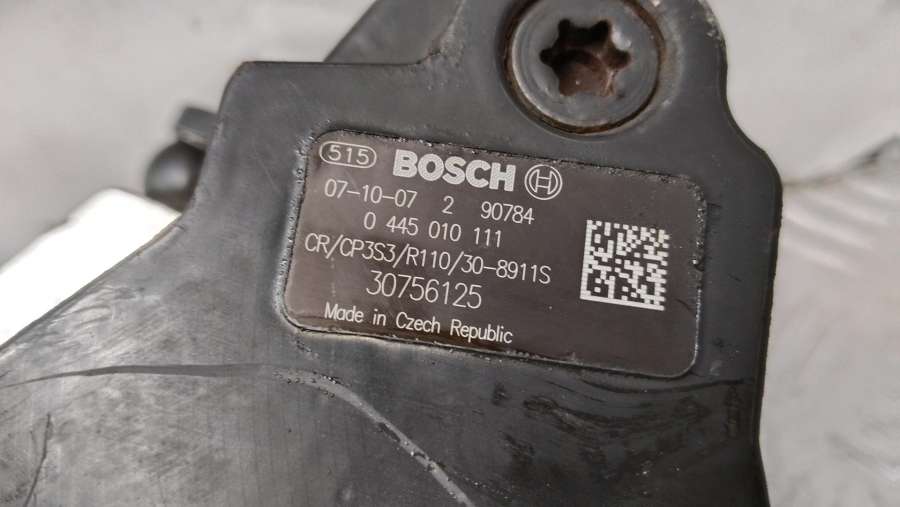 515 BOSCH
07-10-07 2 90784
0 445 010 111
CR/CP3S3/R110/30-8911S
30756125
Made in Czech Republic